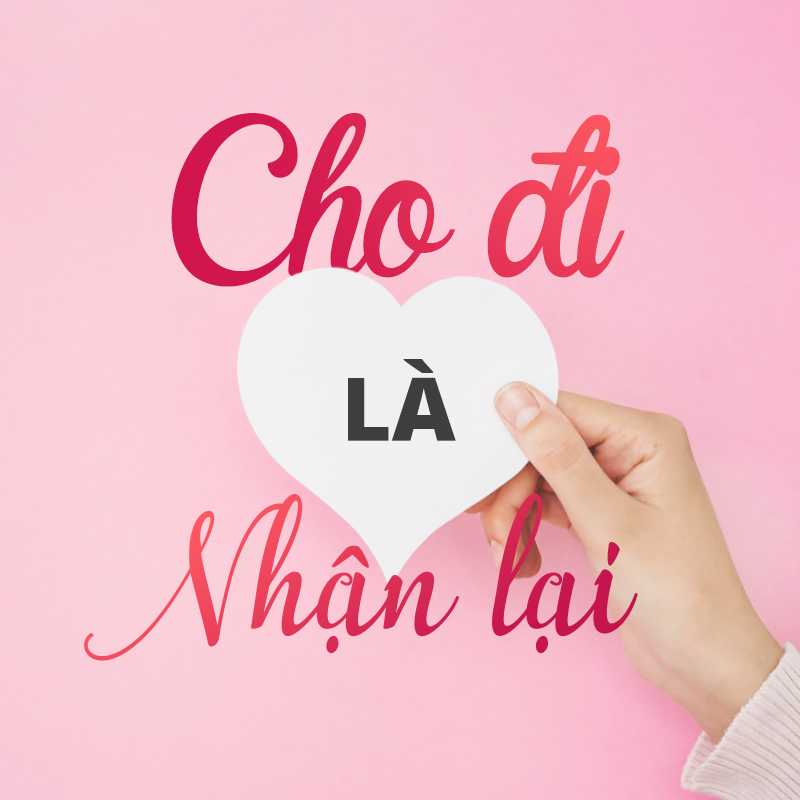 Cho đi
LÀ
Nhận lại